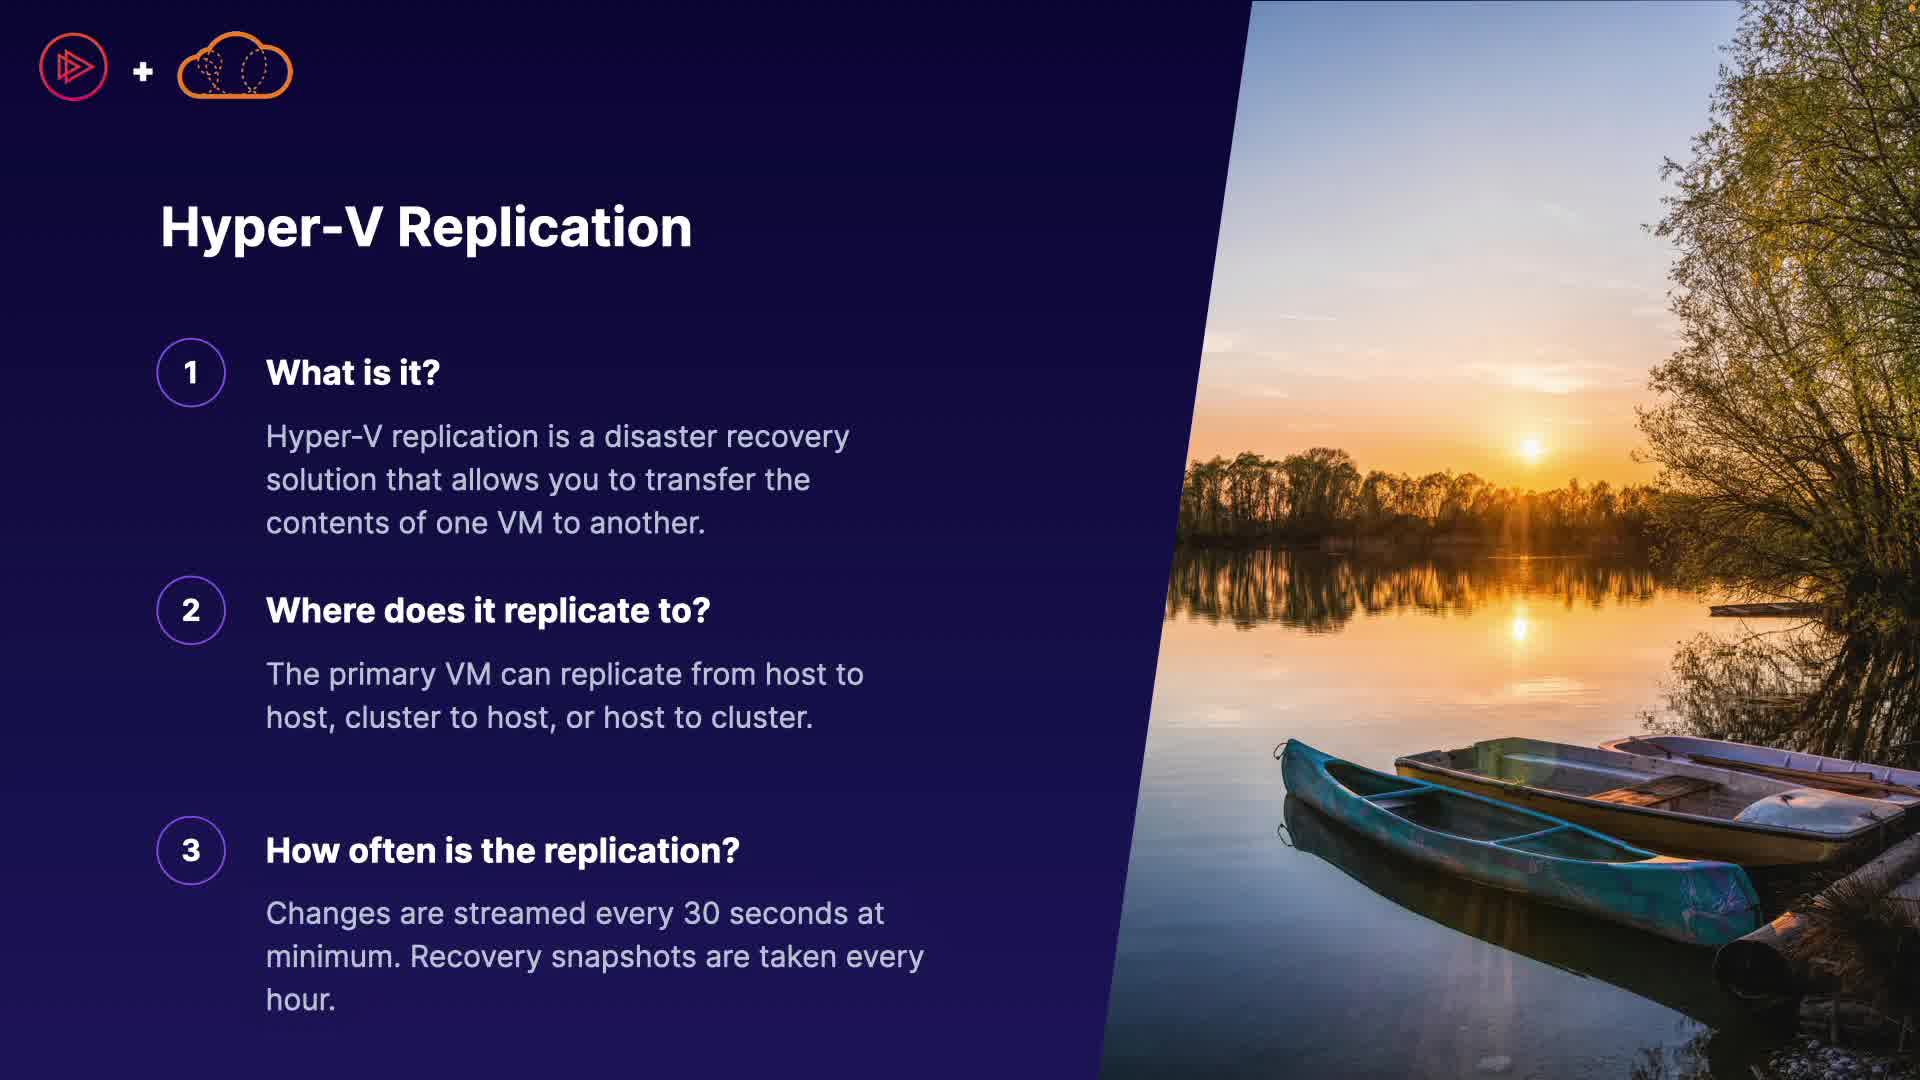 +
Hyper-V Replication
1
What is it?
Hyper-V replication is a disaster recovery
solution that allows you to transfer the
contents of one VM to another.
2
Where does it replicate to?
The primary VM can replicate from host to
host, cluster to host, or host to cluster.
3
How often is the replication?
Changes are streamed every 30 seconds at
minimum. Recovery snapshots are taken every
hour.